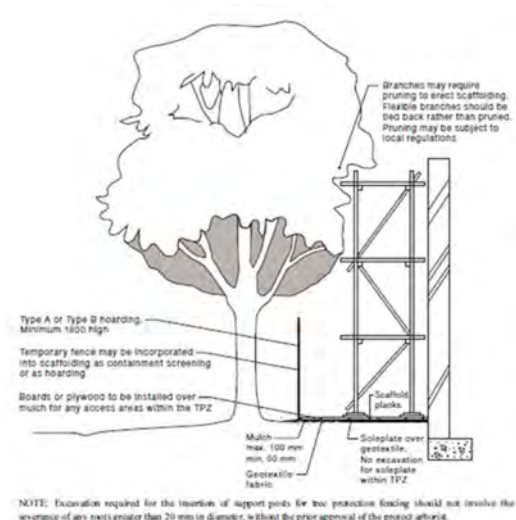 Branches may require
pruning to erect scaffolding.
Flexible branches should be
tied back rather than pruned.
Pruning may be subject to
local regulations.
Type A or Type B hoarding.
Minimum 1800 high
Temporary fence may be incorporated
into scaffolding as containment screening
or as hoarding
Boards or plywood to be installed over
mulch for any access areas within the TPZ
Scaffold
planks
Mulch
max. 100 mm
min. 50 mm
Geotextile
fabric
Soleplate over
geotextile.
No excavation
for soleplate
within TPZ
NOTE: Excavation required for the insertion of support posts for tree protection fencing should not involve the
severance of any roots greater than 20 mm in diameter, without the prior approval of the project arborist.